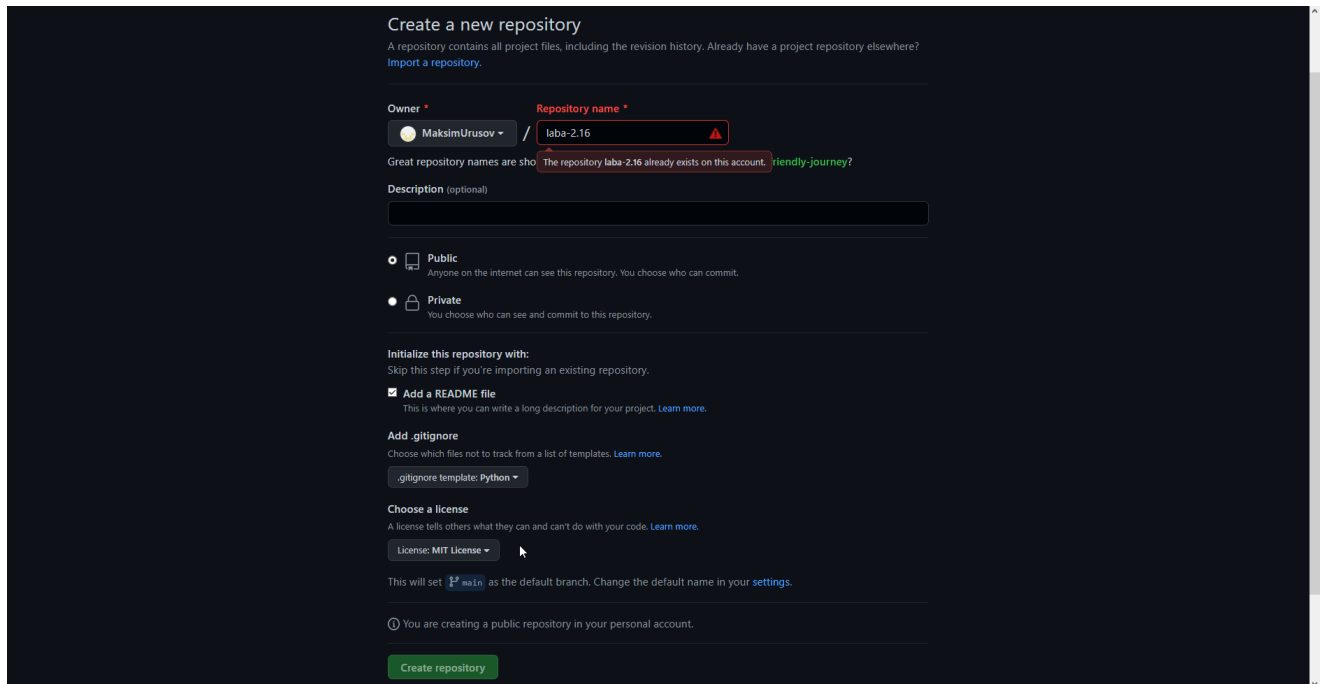 Create a new repository
A repository contains all project files, including the revision history. Already have a project repository elsewhere?
Import a repository.
Owner *
Repository name *
MaksimUrusov
/
laba-2.16
Great repository names are sho
The repository laba-2.16 already exists on this account.
riendly-journey?
Description (optional)
Public
Anyone on the internet can see this repository. You choose who can commit.
Private
You choose who can see and commit to this repository.
Initialize this repository with:
Skip this step if you're importing an existing repository.
Add a README file
This is where you can write a long description for your project. Learn more.
Add .gitignore
Choose which files not to track from a list of templates. Learn more.
.gitignore template: Python
Choose a license
A license tells others what they can and can't do with your code. Learn more.
License: MIT License
This will set main as the default branch. Change the default name in your settings.
You are creating a public repository in your personal account.
Create repository